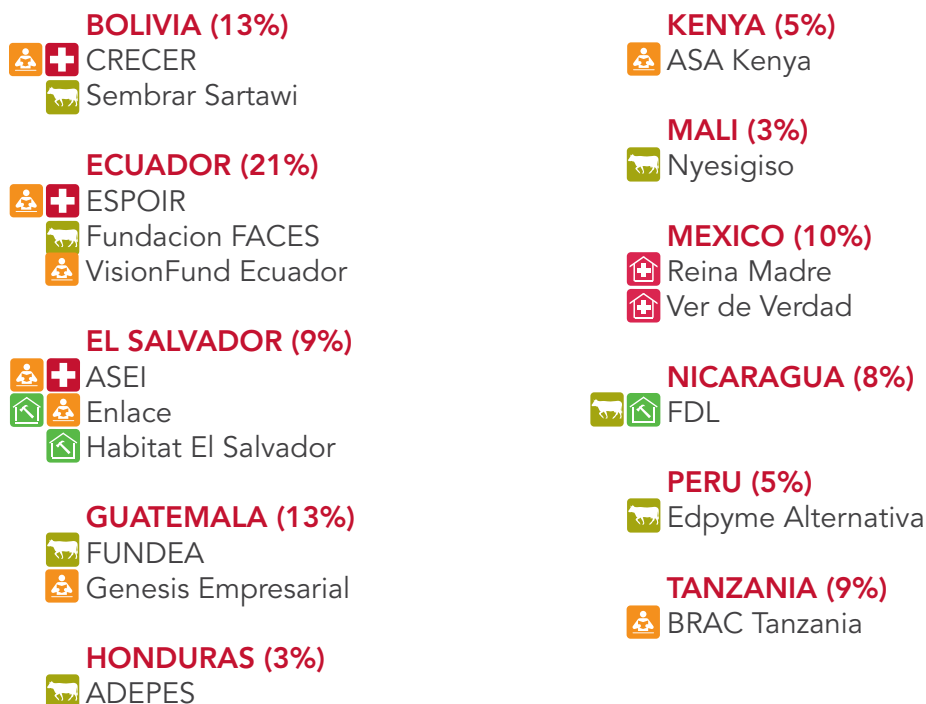 BOLIVIA (13%)
CRECER
Sembrar Sartawi
ECUADOR (21%)
ESPOIR
Fundacion FACES
VisionFund Ecuador
EL SALVADOR (9%)
ASEI
Enlace
Habitat El Salvador
GUATEMALA (13%)
FUNDEA
Genesis Empresarial
HONDURAS (3%)
ADEPES
KENYA (5%)
ASA Kenya
MALI (3%)
Nyesigiso
MEXICO (10%)
Reina Madre
Ver de Verdad
NICARAGUA (8%)
FDL
PERU (5%)
Edpyme Alternativa
TANZANIA (9%)
BRAC Tanzania